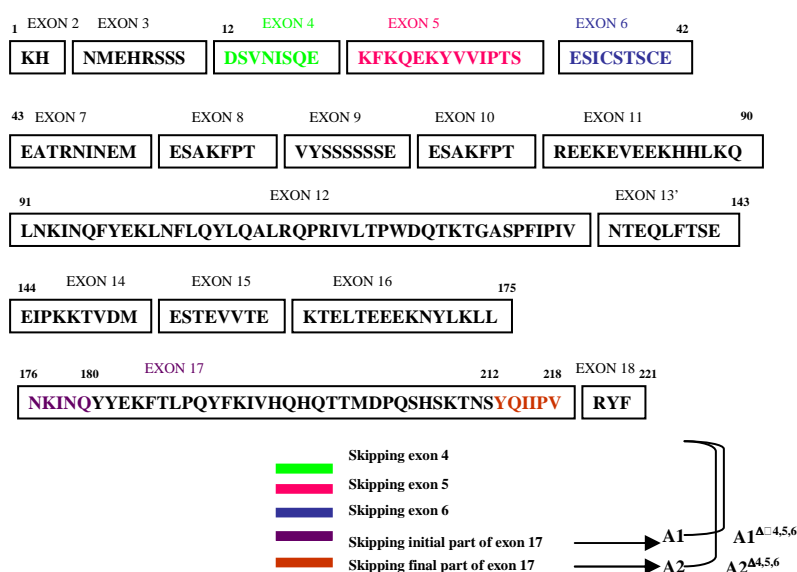 1 EXON 2 EXON 3 12 EXON 4 EXON 5 EXON 6 42
KH NMEHRSSS DSVNISQE KFKQEKYVVIPTS ESICSTSCE
43 EXON 7 EXON 8 EXON 9 EXON 10 EXON 11 90
EATRNINEM ESAKFPT VYSSSSSSE ESAKFPT REEKEVEEKHHLKQ
91 EXON 12 EXON 13’ 143
LNKINQFYEKLNFLQYLQALRQPRIVLTPWDQTKTGASPFIPIV NTEQLFTSE
144 EXON 14 EXON 15 EXON 16 175
EIPKKTVDM ESTEVVTE KTELTEEEKNYLKLL
176 180 EXON 17 212 218 EXON 18 221
NKINQYYEKFTLPQYFKIVHQHQTTMDPQSHSKTNSYQIIPV RYF
Skipping exon 4
Skipping exon 5
Skipping exon 6
Skipping initial part of exon 17 A1 A1Δ□4,5,6
Skipping final part of exon 17 A2 A2Δ4,5,6